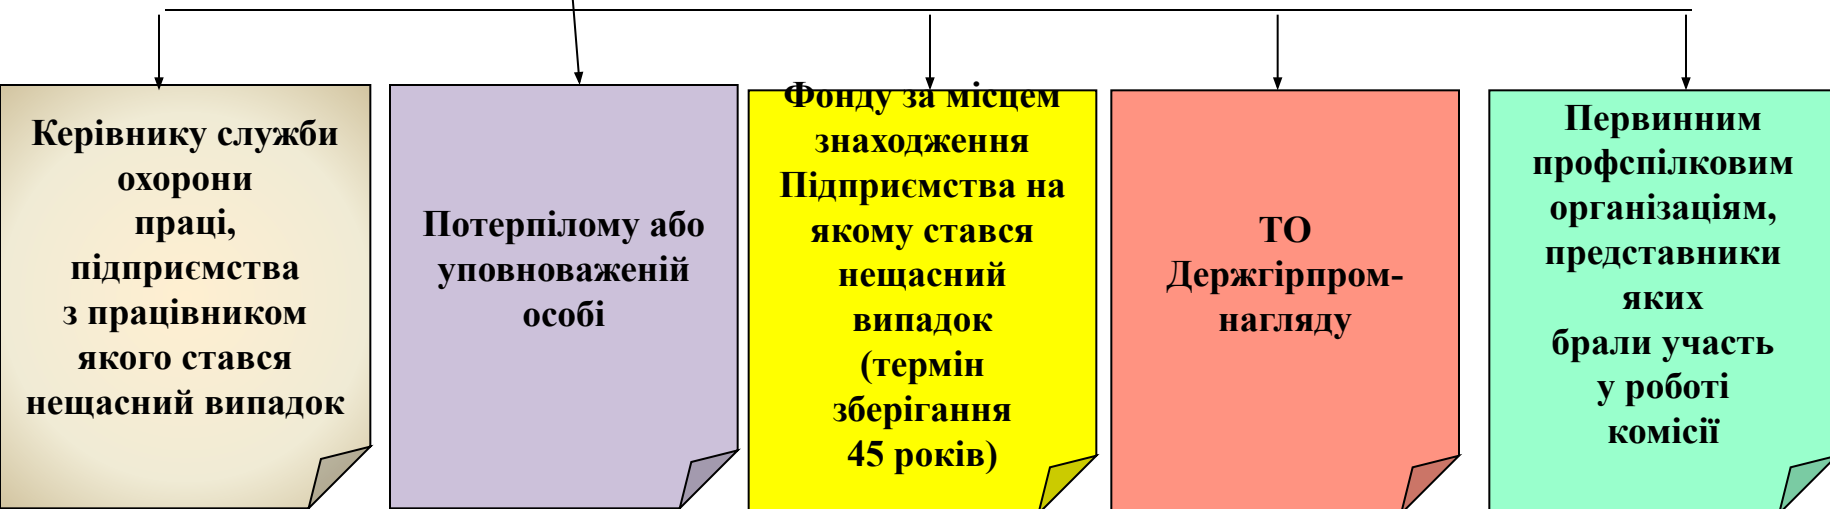 Керівнику служби
охорони
праці,
підприємства
з працівником
якого стався
нещасний випадок
Потерпілому або
уповноваженій
особі
Фонду за місцем
знаходження
Підприємства на
якому стався
нещасний
випадок
(термін
зберігання
45 років)
ТО
Держгірпром-
нагляду
Первинним
профспілковим
організаціям,
представники
яких
брали участь
у роботі
комісії